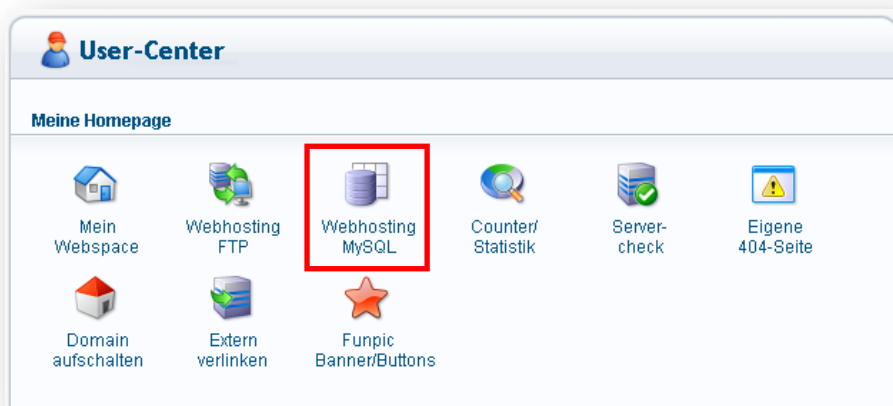 User-Center
Meine Homepage
Mein
Webspace
Webhosting
FTP
Webhosting
MySQL
Counter/
Statistik
Server-
check
Eigene
404-Seite
Domain
aufschalten
Extern
verlinken
Funpic
Banner/Buttons